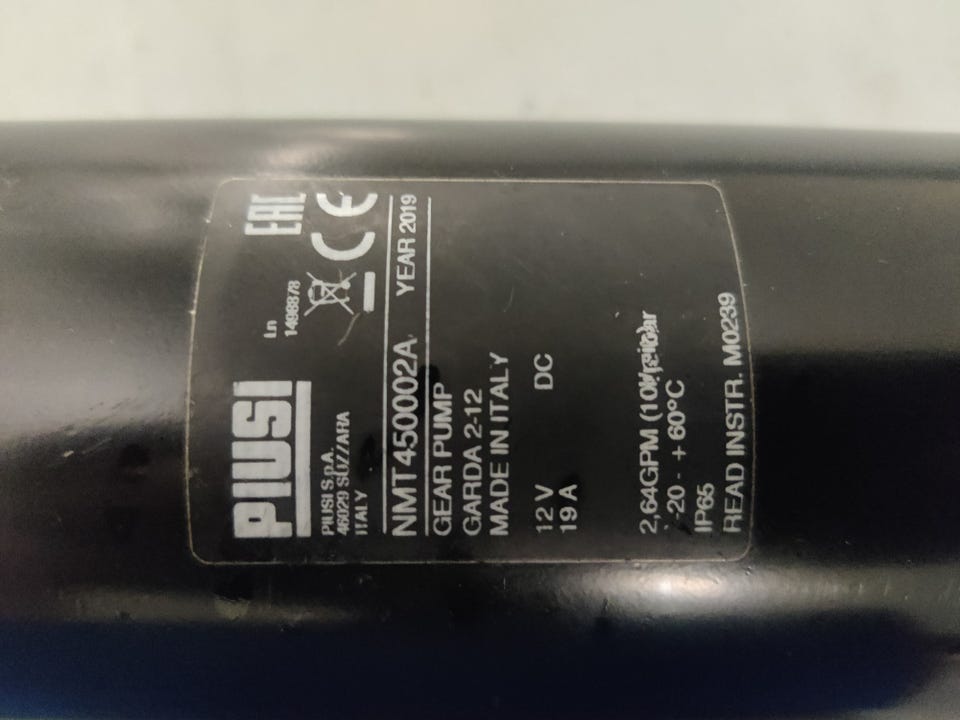 PIUSI
Ln
1498878
EAC
CE
PIUSI S.p.A.
46029 SUZZARA
ITALY
NMT450002A YEAR 2019
GEAR PUMP
GARDA 2-12
MADE IN ITALY
12 V DC
19 A
2,64GPM
-20 - + 60°C
IP65
READ INSTR. M0239